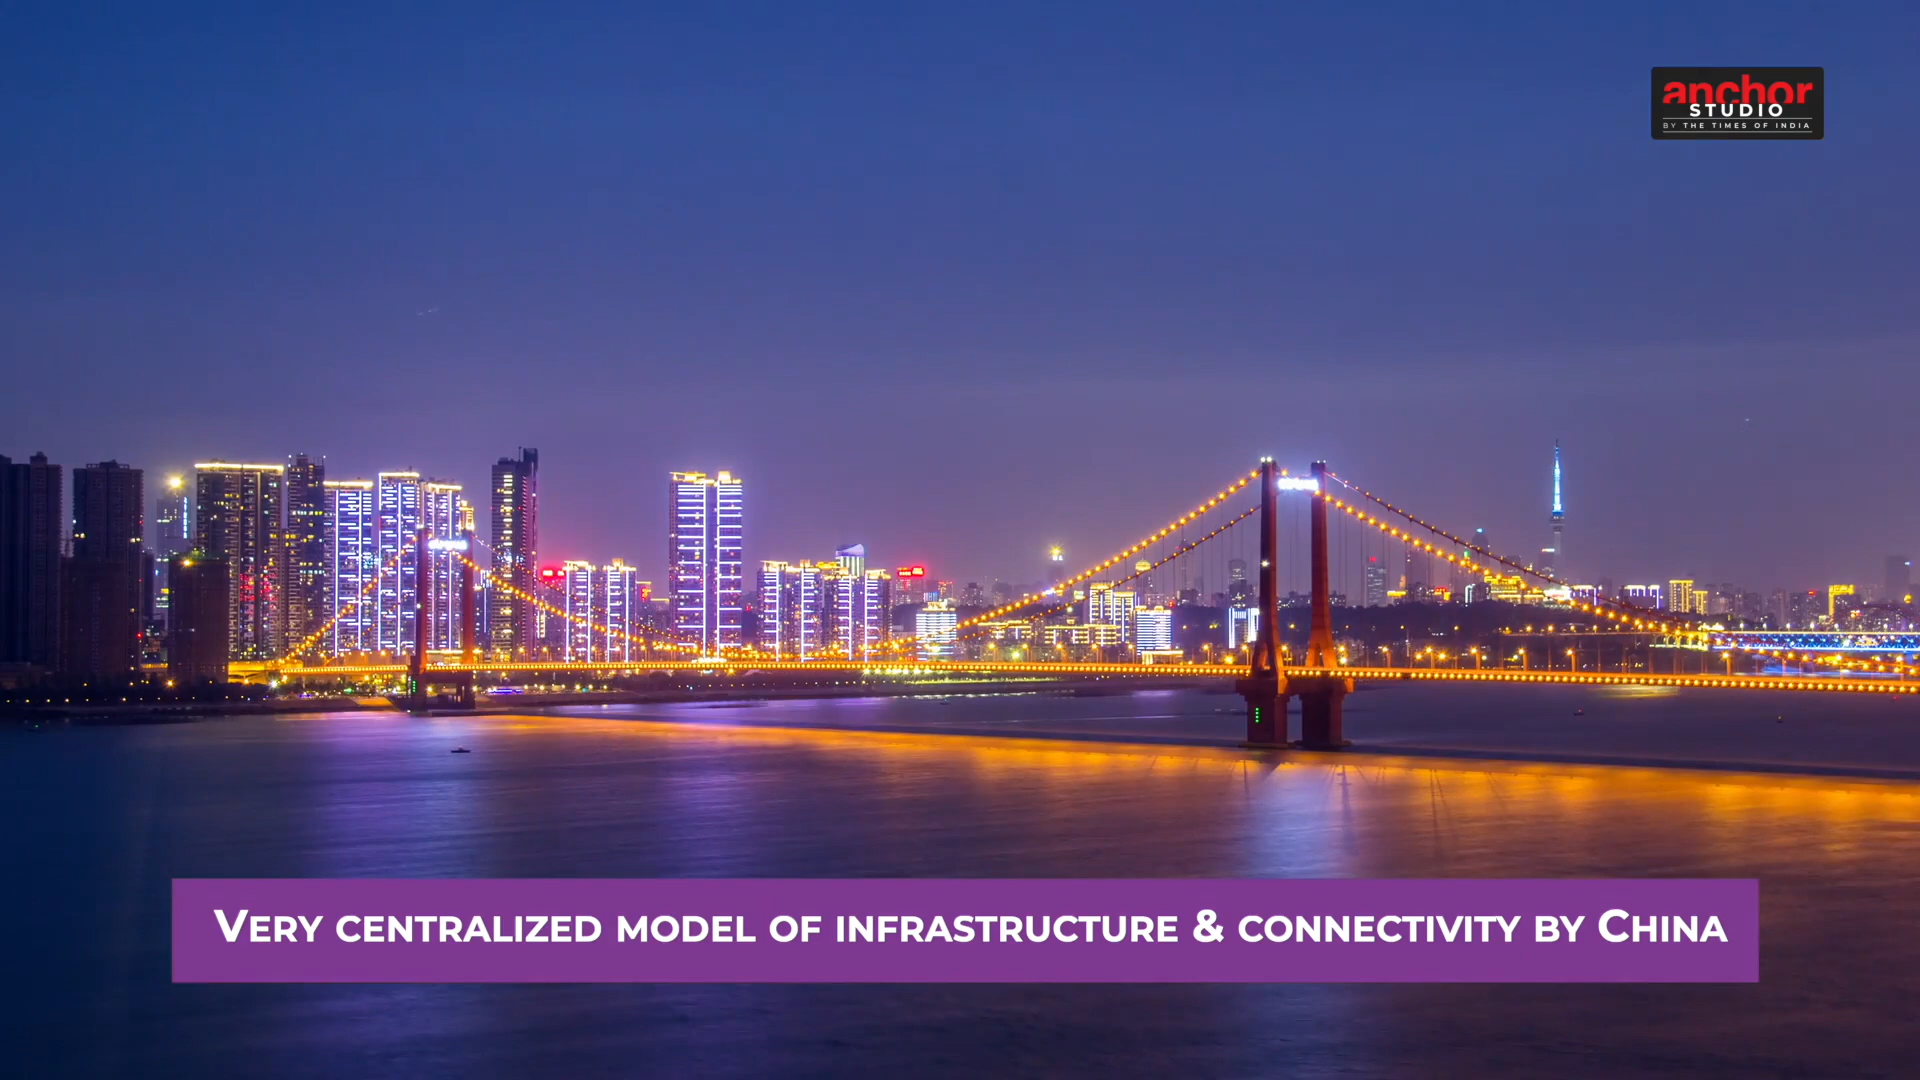 anchor
STUDIO
BY THE TIMES OF INDIA
VERY CENTRALIZED MODEL OF INFRASTRUCTURE & CONNECTIVITY BY CHINA